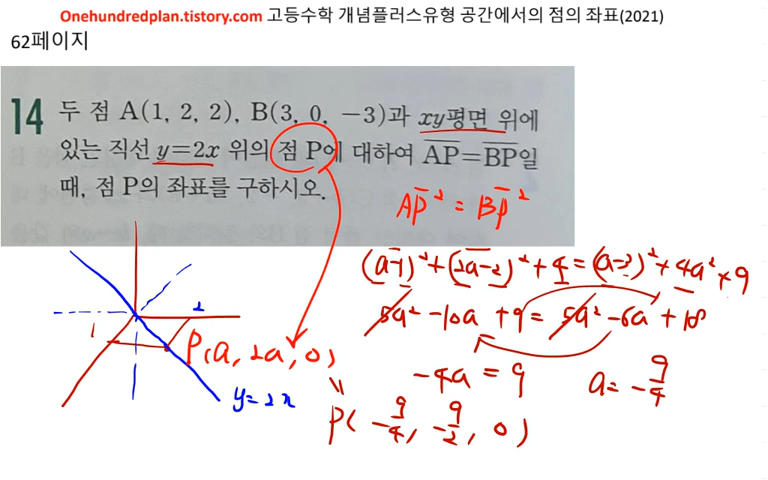 Onehundredplan.tistory.com 고등수학 개념플러스유형 공간에서의 점의 좌표(2021)
62페이지
14 두 점 A(1, 2, 2), B(3, 0, −3)과 xy평면 위에
있는 직선 y=2x 위의 점 P에 대하여 AP=BP일
때, 점 P의 좌표를 구하시오.
AP² = BP²
(a-1)²+(2a-2)²+4=(a-3)²+4a²+9
5a²-10a+9=5a²-6a+18
-4a=9
a=-9/4
P(a, 2a, 0)
y=2x
P(-9/4, -9/2, 0)
1
2